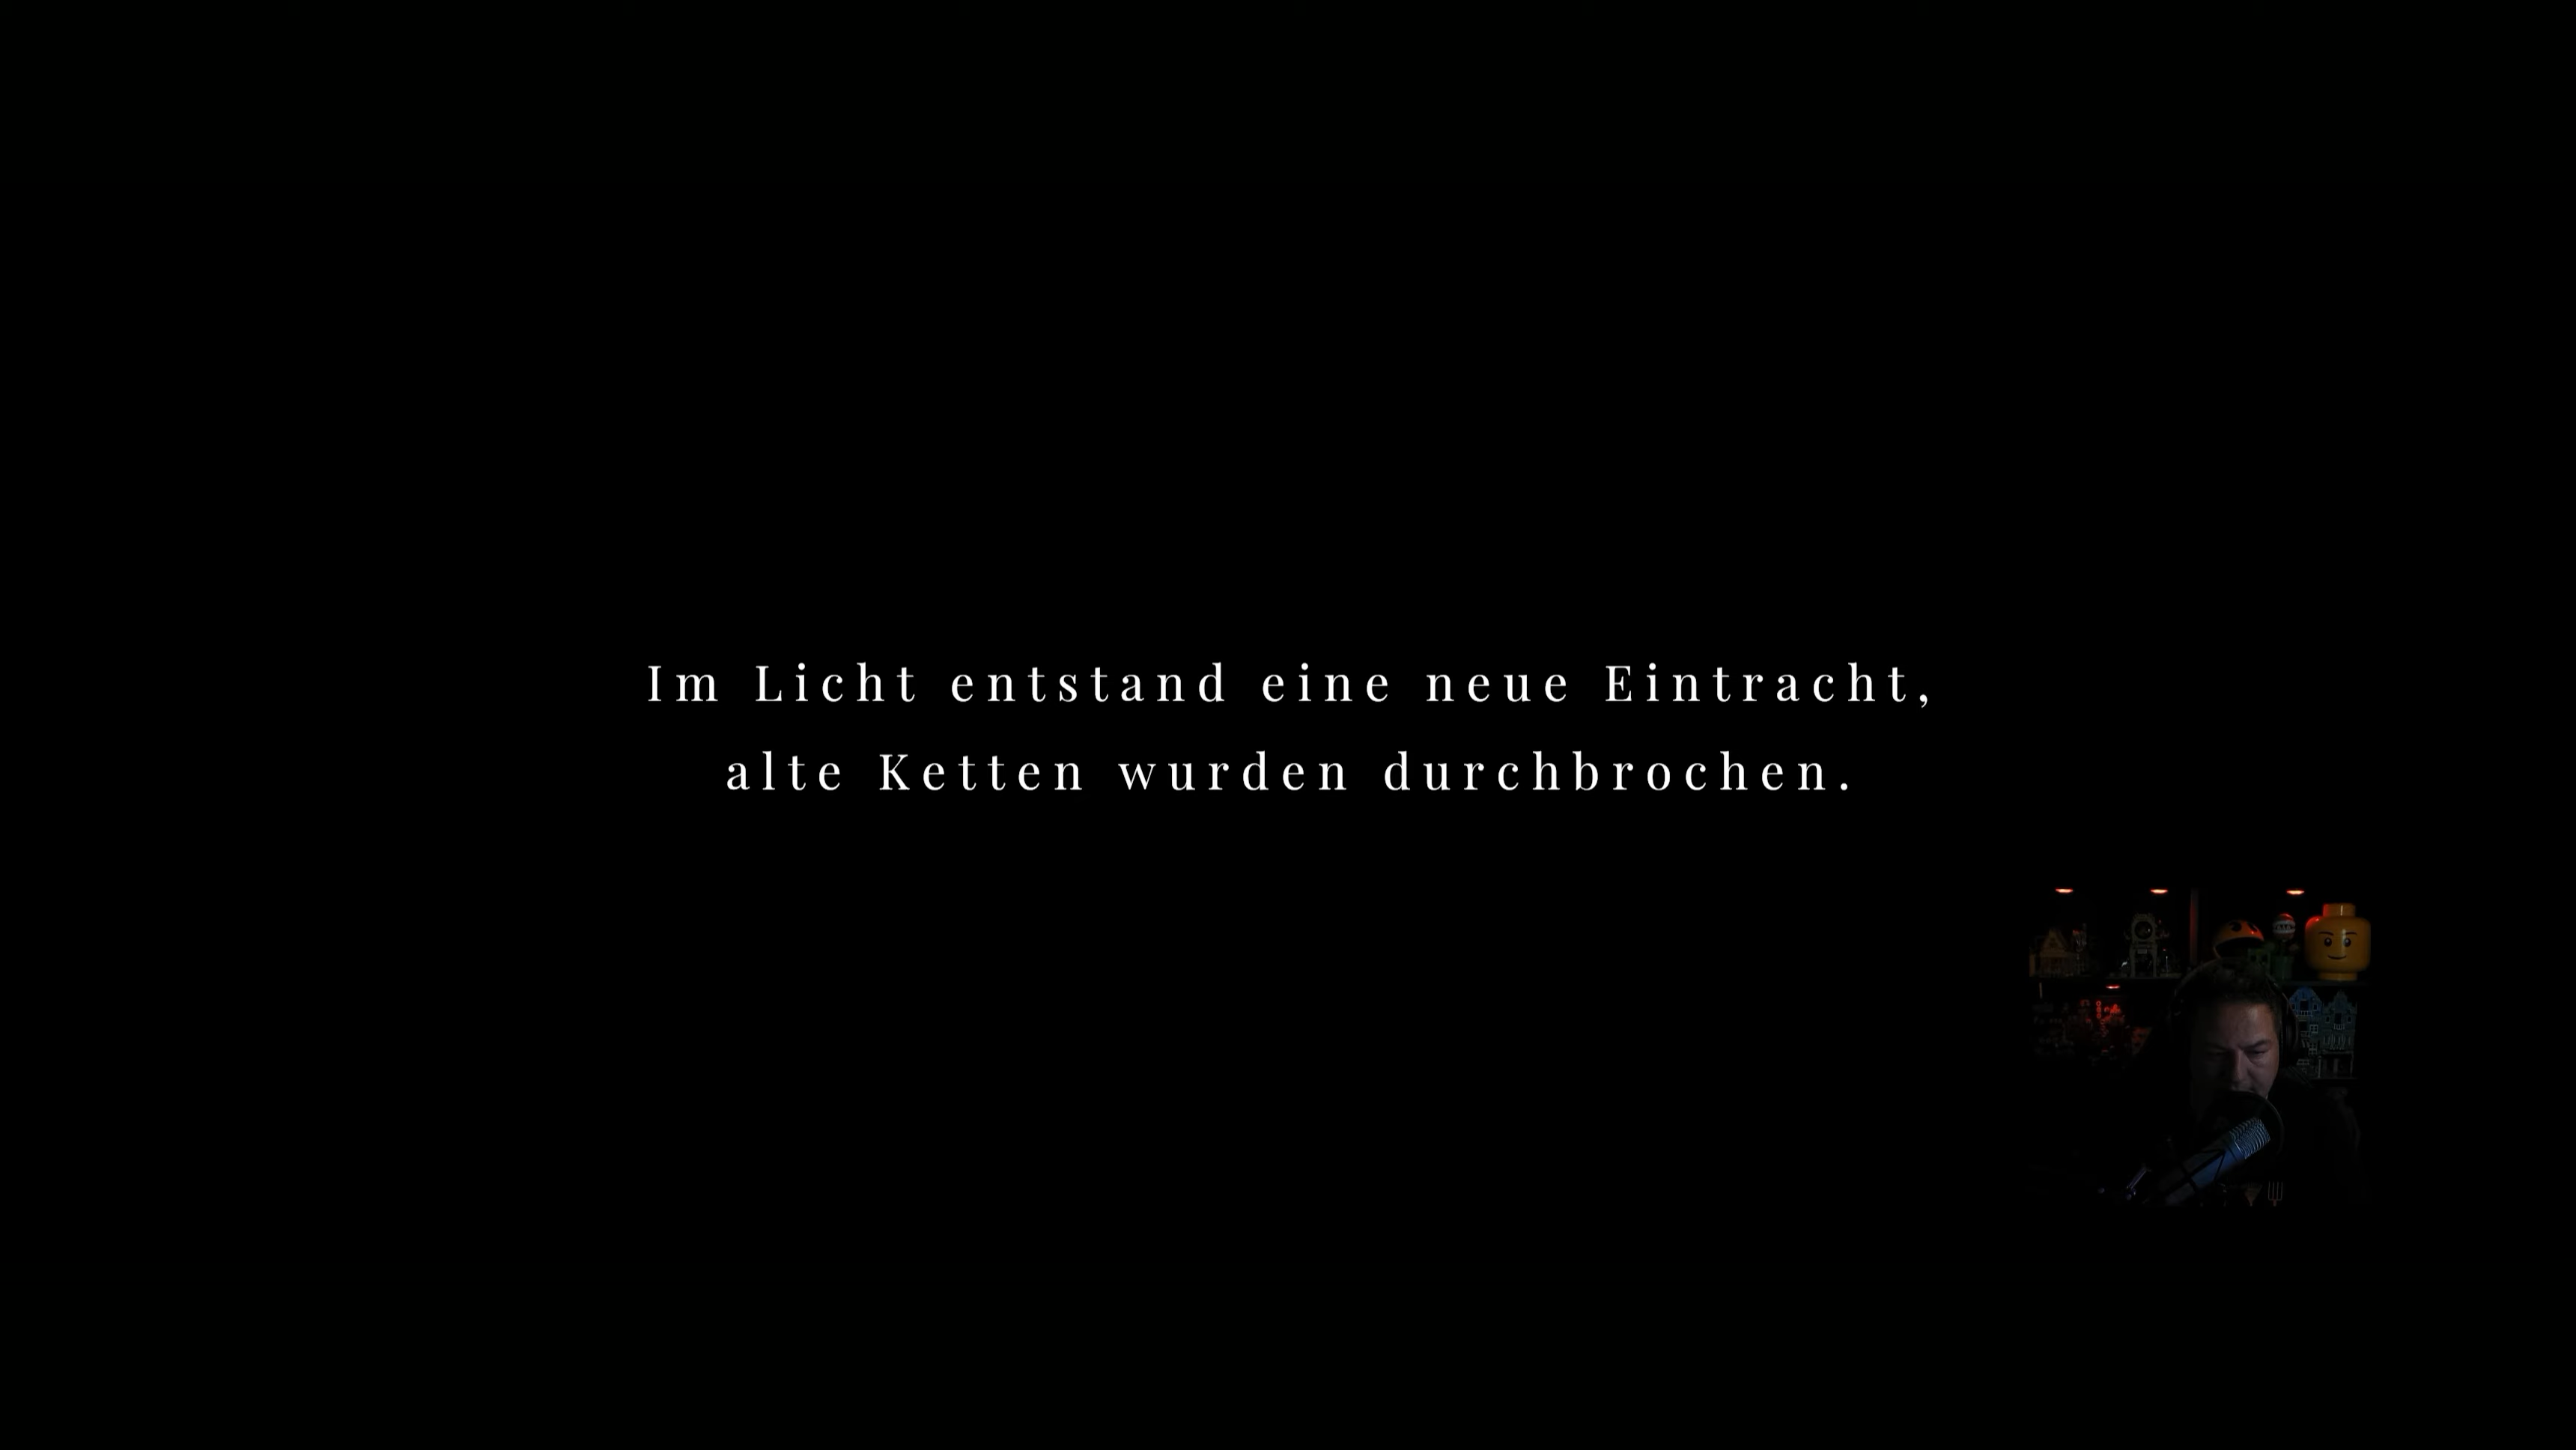 Im Licht entstand eine neue Eintracht,
alte Ketten wurden durchbrochen.